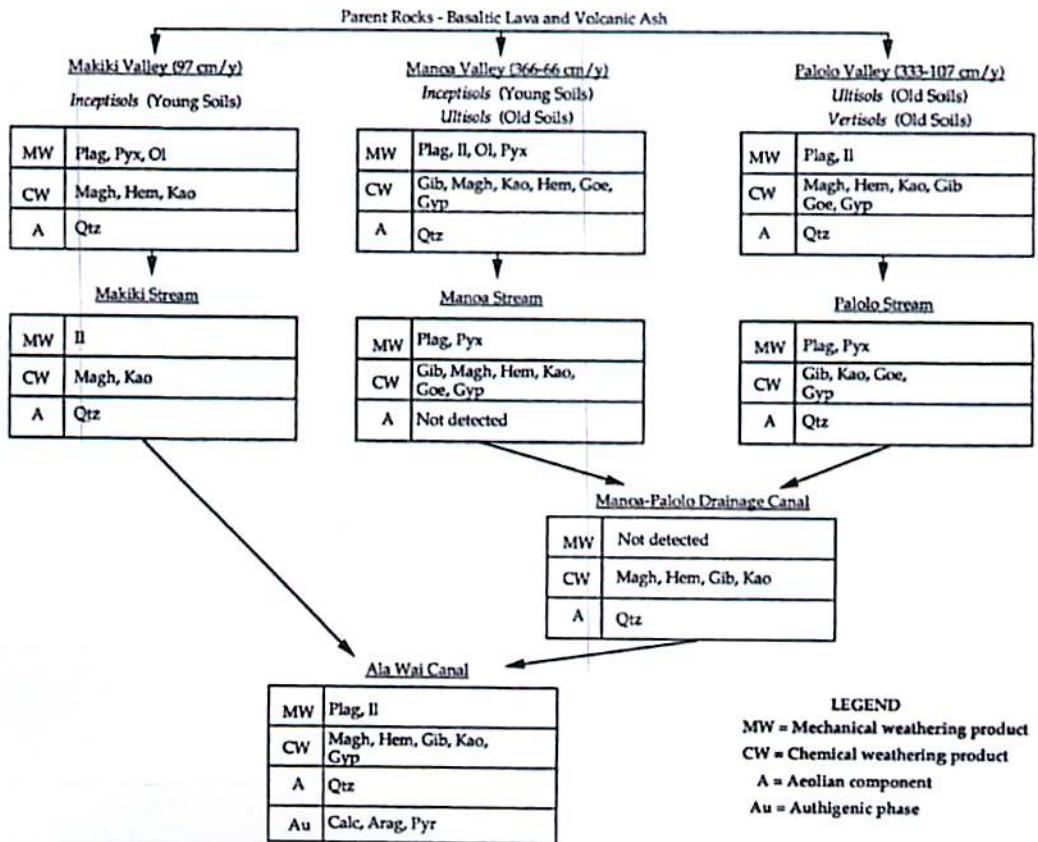 Parent Rocks - Basaltic Lava and Volcanic Ash
Makiki Valley (97 cm/y)
Inceptisols (Young Soils)
MW Plag, Pyx, Ol
CW Magh, Hem, Kao
A Qtz
Manoa Valley (366-66 cm/y)
Inceptisols (Young Soils)
Ultisols (Old Soils)
MW Plag, Il, Ol, Pyx
CW Gib, Magh, Kao, Hem, Goe,
Gyp
A Qtz
Palolo Valley (333-107 cm/y)
Ultisols (Old Soils)
Vertisols (Old Soils)
MW Plag, Il
CW Magh, Hem, Kao, Gib
Goe, Gyp
A Qtz
Makiki Stream
MW Il
CW Magh, Kao
A Qtz
Manoa Stream
MW Plag, Pyx
CW Gib, Magh, Hem, Kao,
Goe, Gyp
A Not detected
Palolo Stream
MW Plag, Pyx
CW Gib, Kao, Goe,
Gyp
A Qtz
Manoa-Palolo Drainage Canal
MW Not detected
CW Magh, Hem, Gib, Kao
A Qtz
Ala Wai Canal
MW Plag, Il
CW Magh, Hem, Gib, Kao,
Gyp
A Qtz
Au Calc, Arag, Pyr
LEGEND
MW = Mechanical weathering product
CW = Chemical weathering product
A = Aeolian component
Au = Authigenic phase